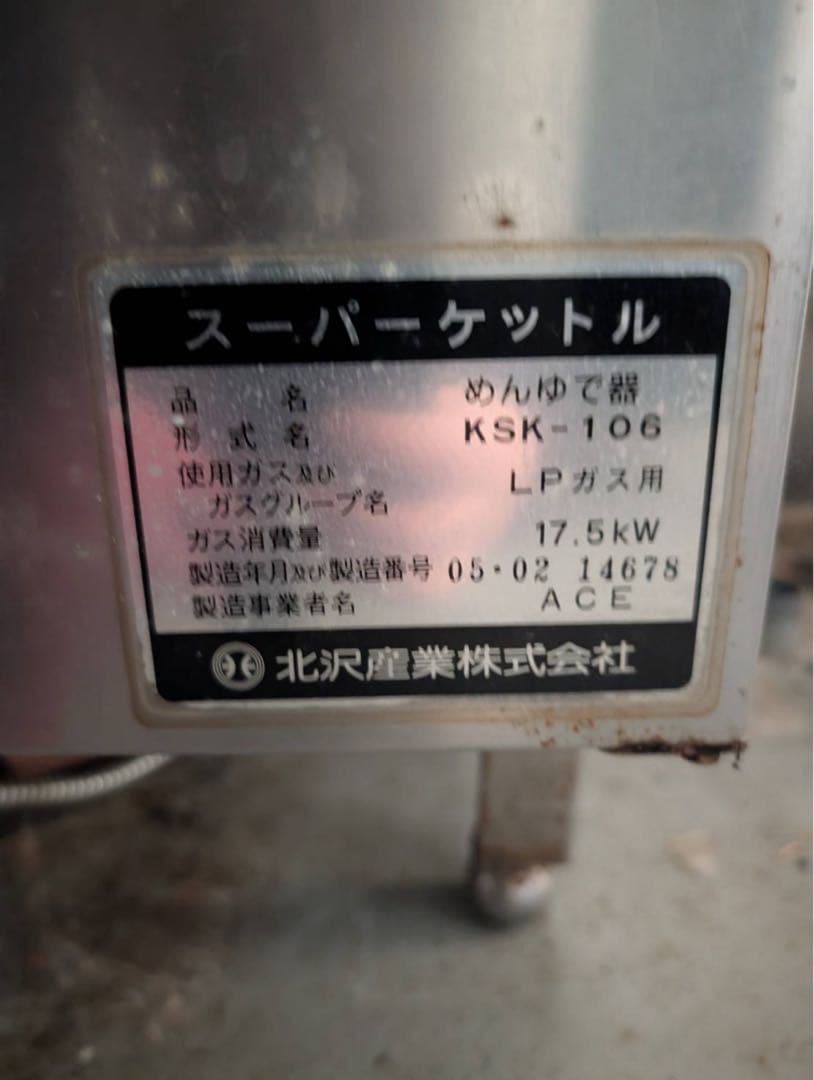 スーパーケットル
品名 めんゆで器
形式名 KSK-106
使用ガス及び
ガスグループ名 LPガス用
ガス消費量 17.5kW
製造年月及び製造番号 05・02 14678
製造事業者名 ACE
北沢産業株式会社